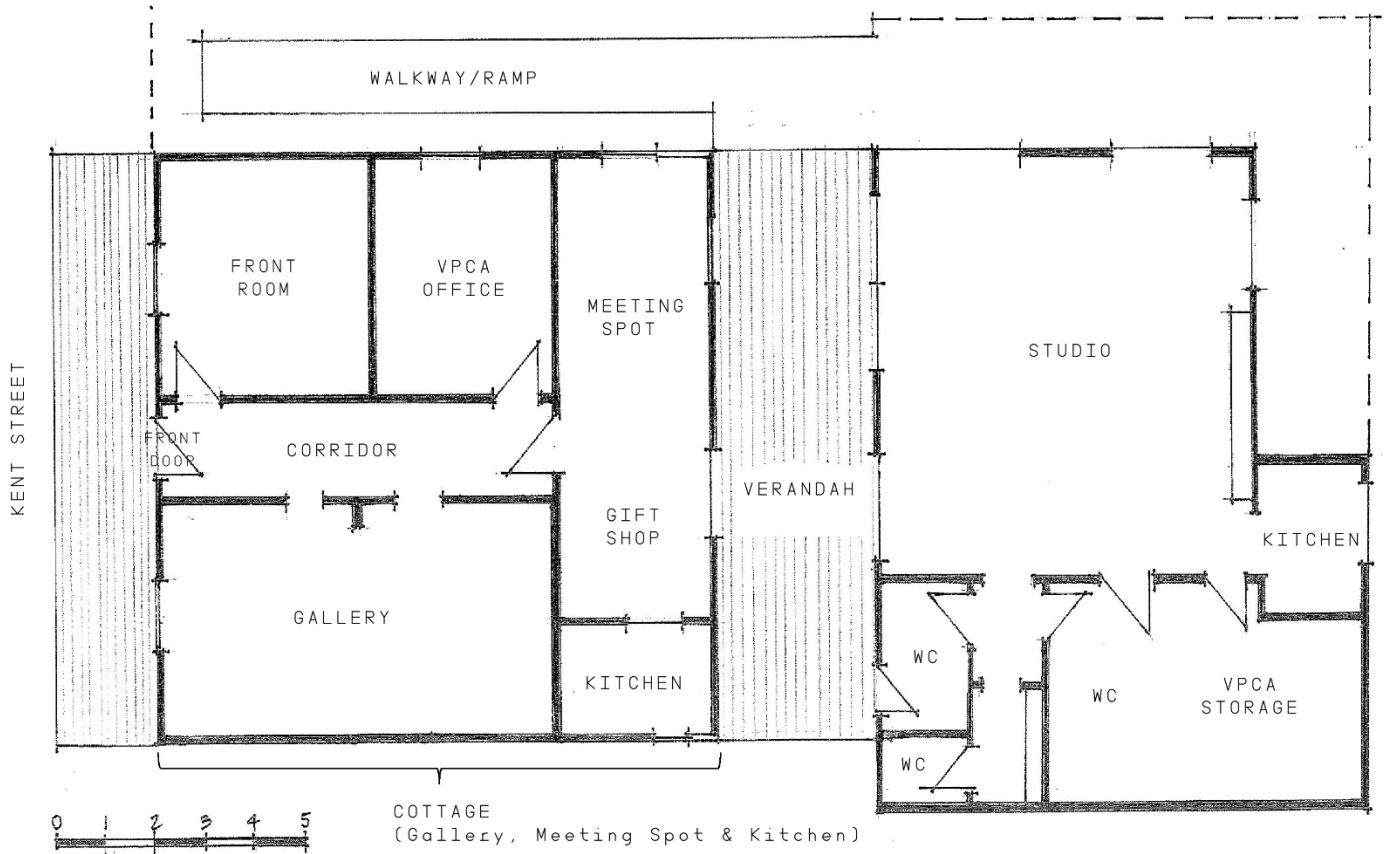 WALKWAY/RAMP
FRONT
ROOM
VPCA
OFFICE
MEETING
SPOT
STUDIO
KENT STREET
FRONT
DOOR
CORRIDOR
VERANDAH
GIFT
SHOP
KITCHEN
GALLERY
KITCHEN
WC
WC
VPCA
STORAGE
WC
COTTAGE
(Gallery, Meeting Spot & Kitchen)
0 1 2 3 4 5